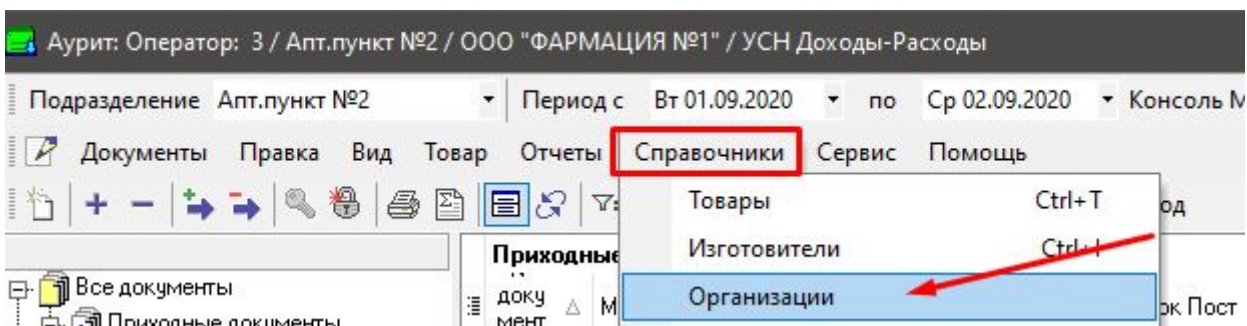 Аурит: Оператор: 3 / Апт.пункт №2 / ООО "ФАРМАЦИЯ №1" / УСН Доходы-Расходы
Подразделение Апт.пункт №2 Период с Вт 01.09.2020 по Ср 02.09.2020 Консоль М
Документы Правка Вид Товар Отчеты Справочники Сервис Помощь
Товары Ctrl+T
од
Приходные
Изготовители
Все документы
доку
мент
М
Организации
ок Пост
Приходные документы